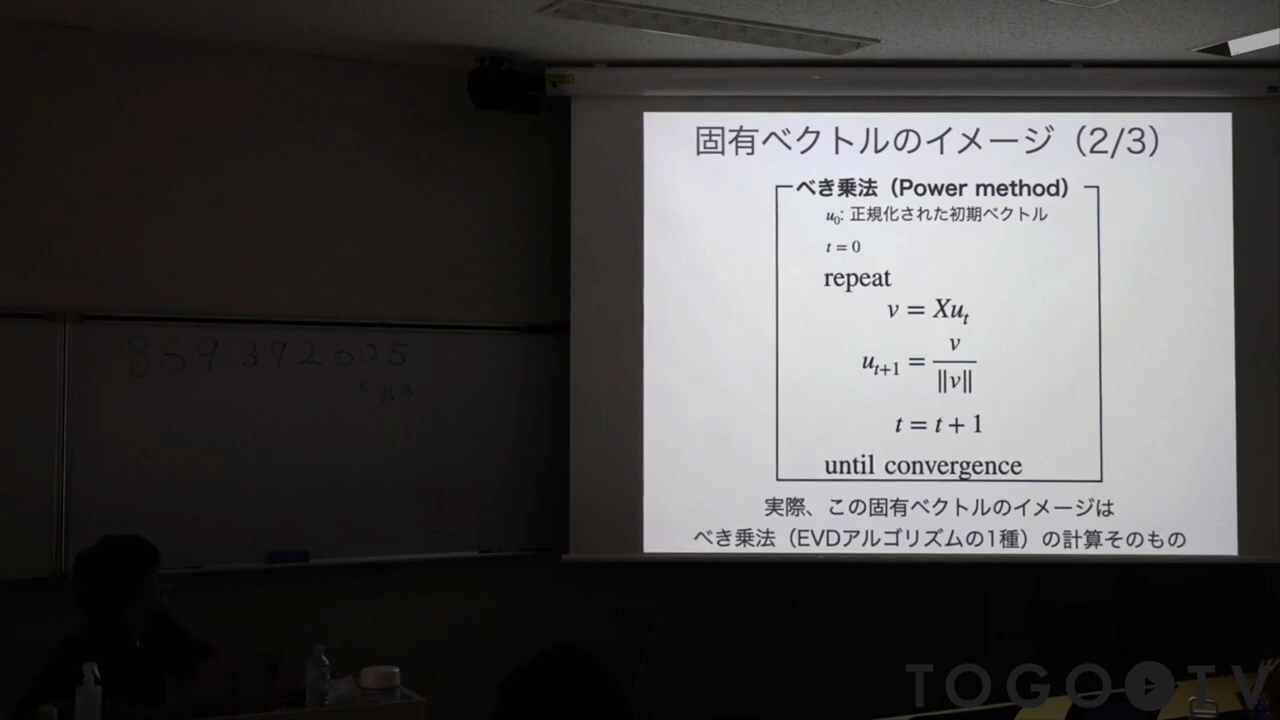 固有ベクトルのイメージ（2/3）
べき乗法（Power method）
u₀: 正規化された初期ベクトル
t = 0
repeat
v = Xuₜ
uₜ₊₁ = v / ‖v‖
t = t + 1
until convergence
実際、この固有ベクトルのイメージは
べき乗法（EVDアルゴリズムの1種）の計算そのもの
869 372 005
TOGO TV